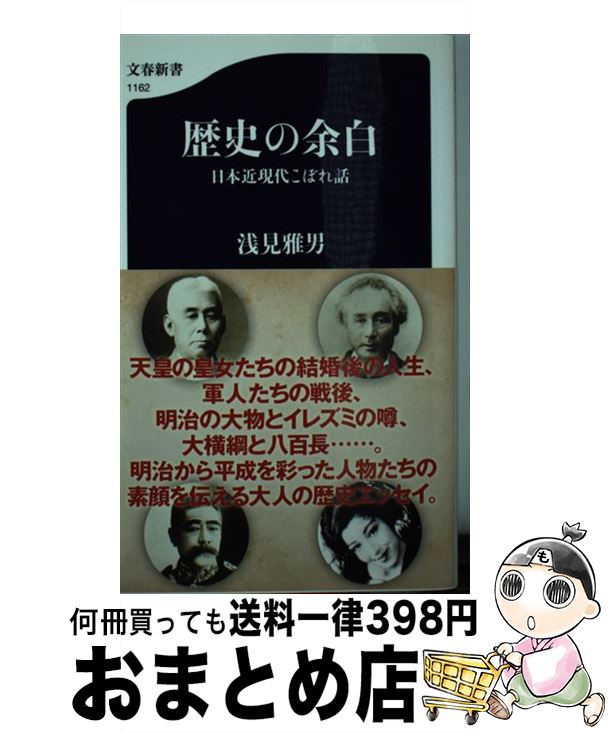 文春新書
1162
歴史の余白
日本近現代こぼれ話
浅見雅男
天皇の皇女たちの結婚後の人生、
軍人たちの戦後、
明治の大物とイレズミの噂、
大横綱と八百長……。
明治から平成を彩った人物たちの
素顔を伝える大人の歴史エッセイ。
も
何冊買っても送料一律398円
おまとめ店